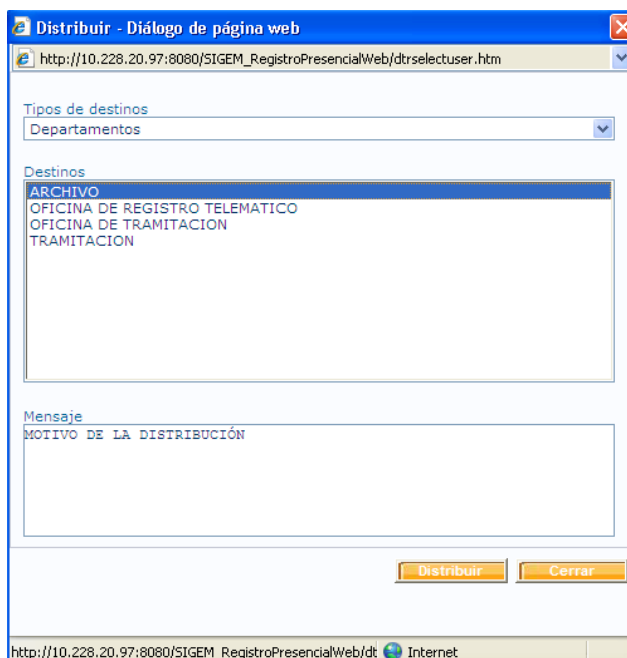 Distribuir - Diálogo de página web
http://10.228.20.97:8080/SIGEM_RegistroPresencialWeb/dtrselectuser.htm
Tipos de destinos
Departamentos
Destinos
ARCHIVO
OFICINA DE REGISTRO TELEMATICO
OFICINA DE TRAMITACION
TRAMITACION
Mensaje
MOTIVO DE LA DISTRIBUCIÓN
Distribuir Cerrar
http://10.228.20.97:8080/SIGEM_RegistroPresencialWeb/dt Internet